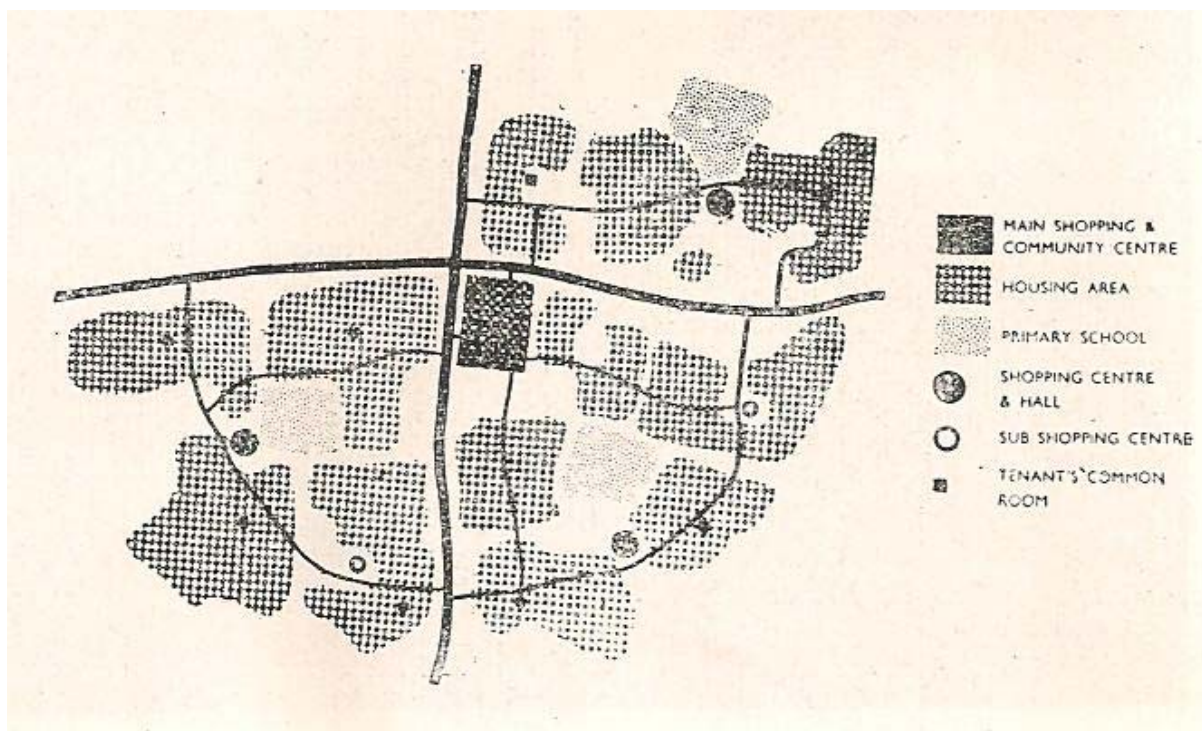 MAIN SHOPPING &
COMMUNITY CENTRE
HOUSING AREA
PRIMARY SCHOOL
SHOPPING CENTRE
& HALL
SUB SHOPPING CENTRE
TENANT'S COMMON
ROOM